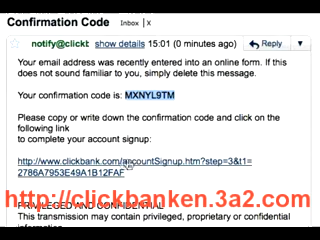 Confirmation Code Inbox | X
notify@clickt show details 15:01 (0 minutes ago) Reply
Your email address was recently entered into an online form. If this
does not sound familiar to you, simply delete this message.
Your confirmation code is: MXNYL9TM
Please copy or write down the confirmation code and click on the
following link
to complete your account signup:
http://www.clickbank.com/accountSignup.htm?step=3&t1=
2786A7953E49A1B12FAF
http://clickbanken.3a2.com
PRIVILEGED AND CONFIDENTIAL
This transmission may contain privileged, proprietary or confidential